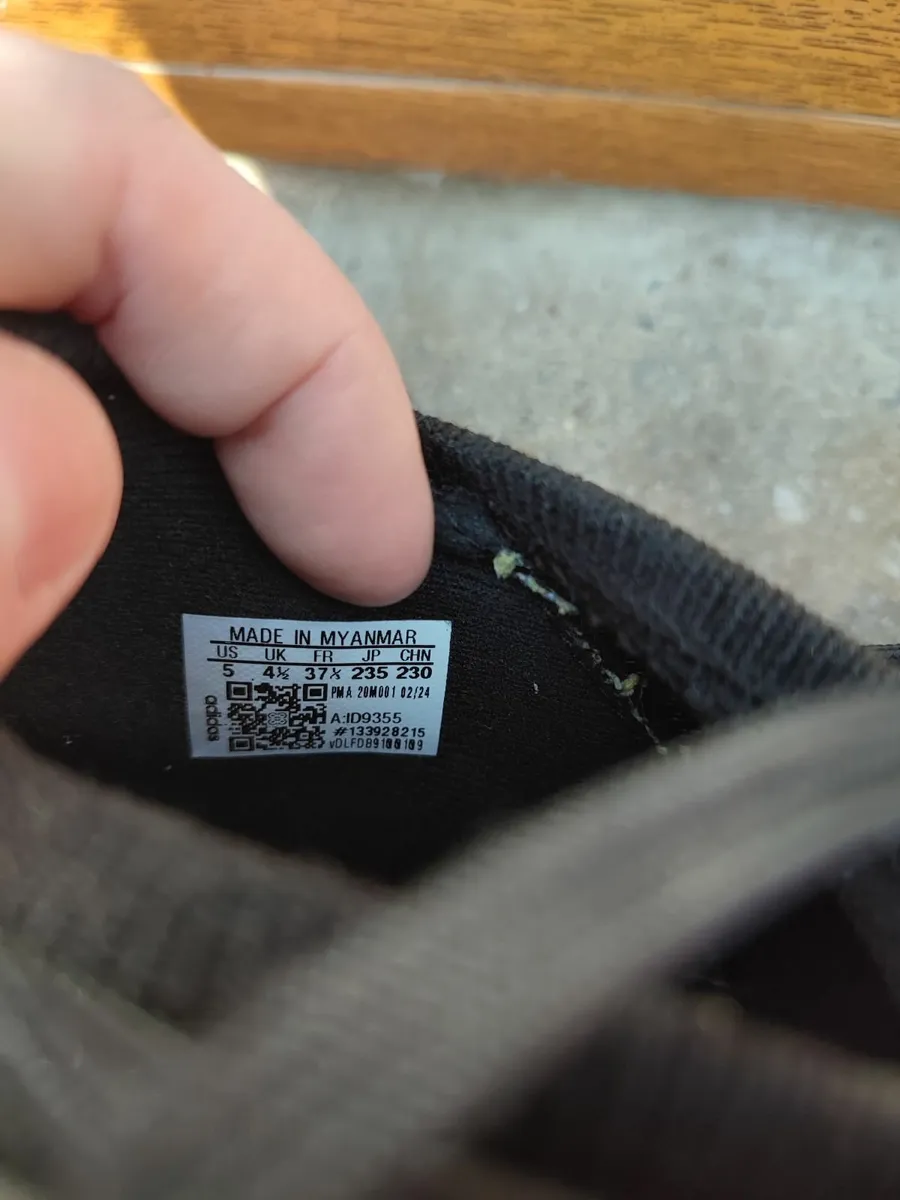 MADE IN MYANMAR
US UK FR JP CHN
5 4½ 37⅓ 235 230
PMA 20M001 02/24
A:ID9355
#133928215
adidas